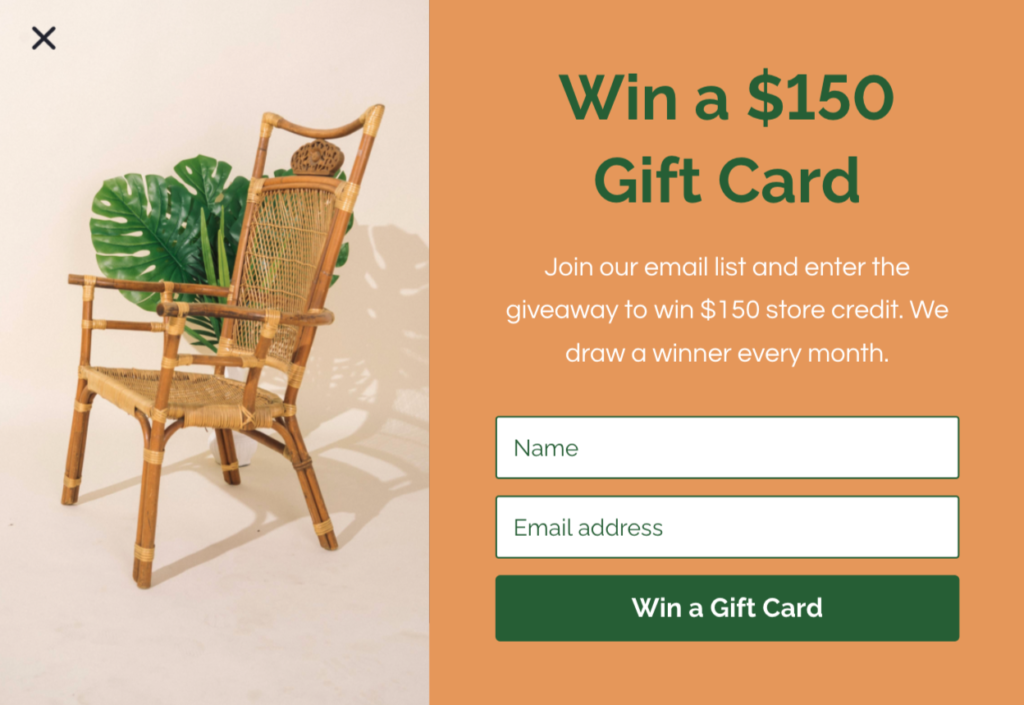 Win a $150
Gift Card
Join our email list and enter the
giveaway to win $150 store credit. We
draw a winner every month.
Name
Email address
Win a Gift Card